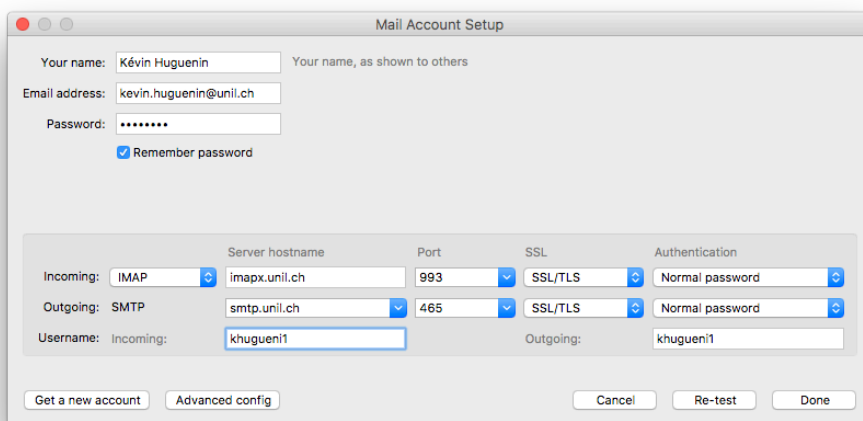 Mail Account Setup
Your name: Kévin Huguenin Your name, as shown to others
Email address: kevin.huguenin@unil.ch
Password: ••••••••
Remember password
Server hostname Port SSL Authentication
Incoming: IMAP imapx.unil.ch 993 SSL/TLS Normal password
Outgoing: SMTP smtp.unil.ch 465 SSL/TLS Normal password
Username: Incoming: khugueni1 Outgoing: khugueni1
Get a new account Advanced config Cancel Re-test Done